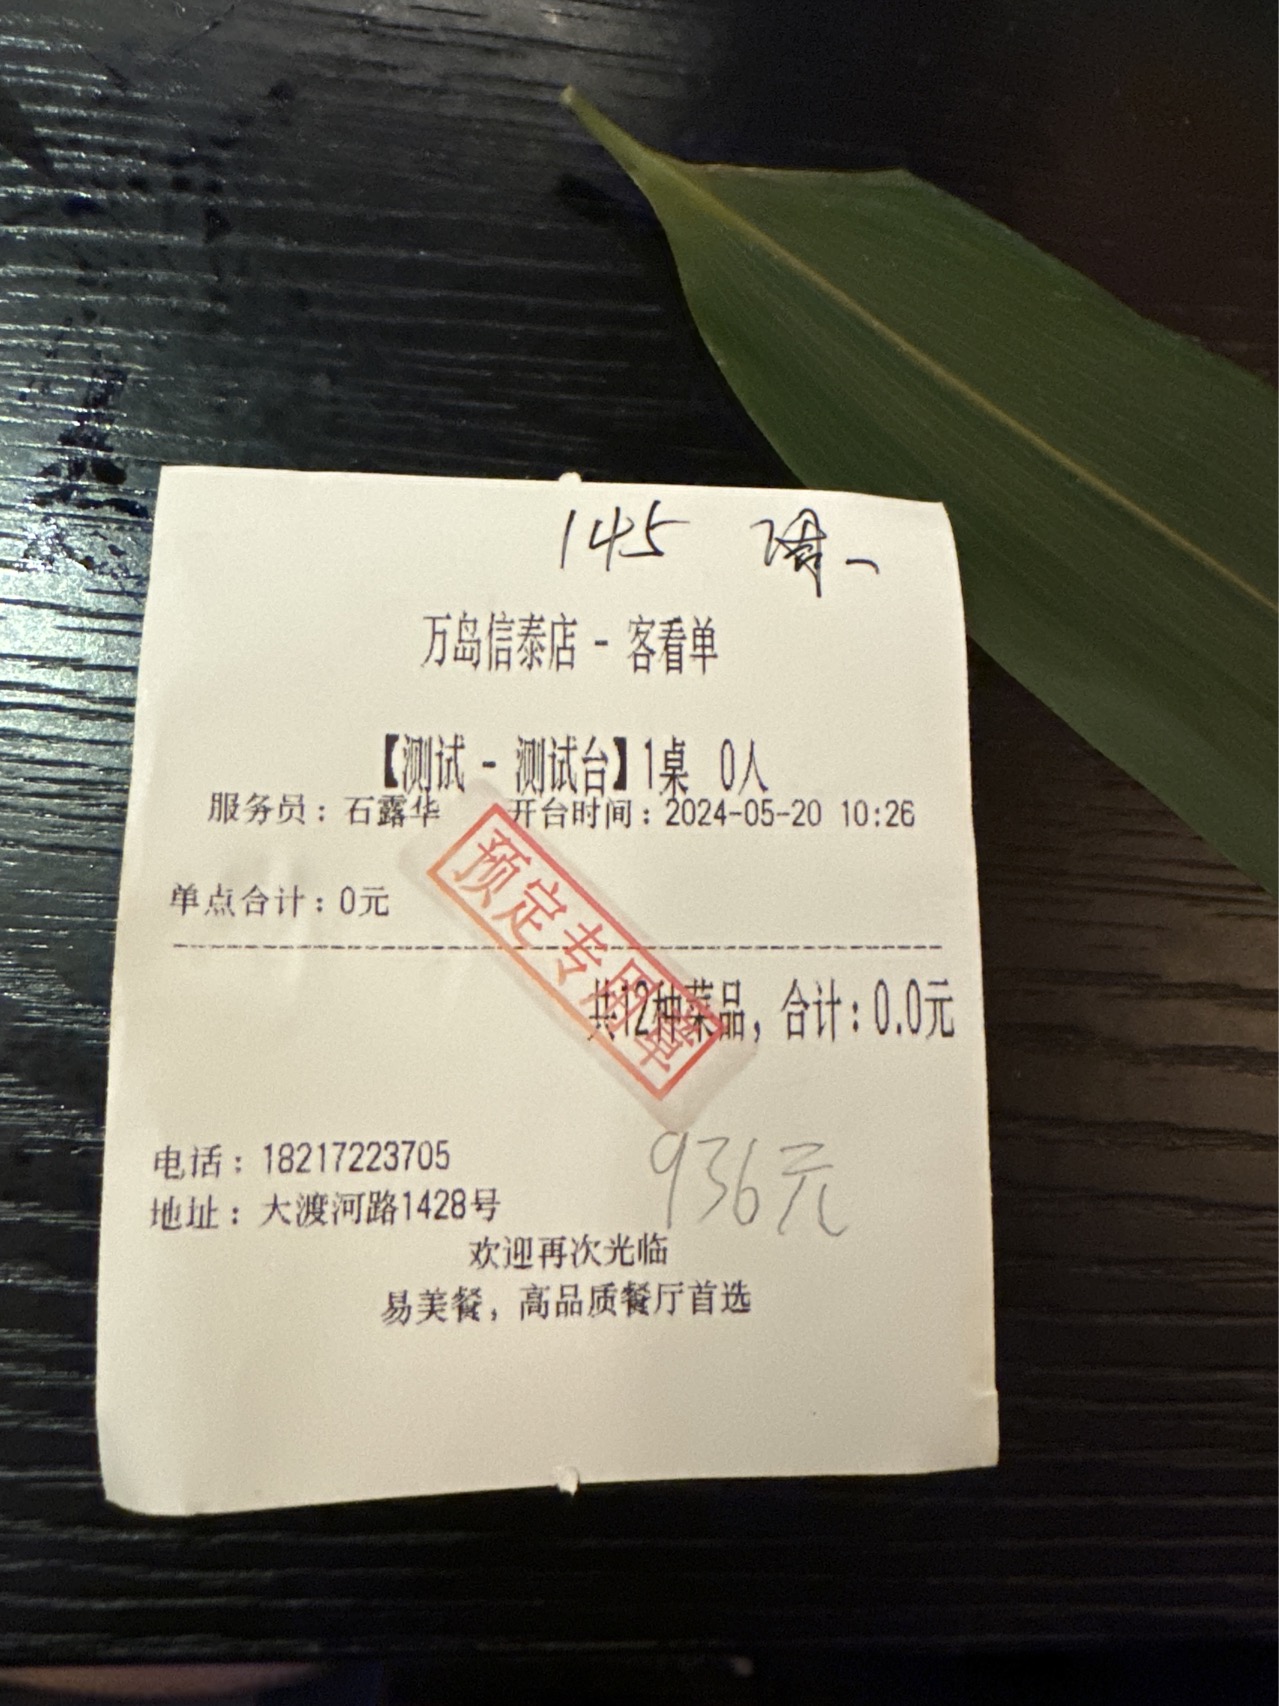 145
万岛信泰店 - 客看单
【测试 - 测试台】1桌 0人
服务员：石露华 开台时间：2024-05-20 10:26
单点合计：0元
预定专用章
共12种菜品，合计：0.0元
936元
电话：18217223705
地址：大渡河路1428号
欢迎再次光临
易美餐，高品质餐厅首选